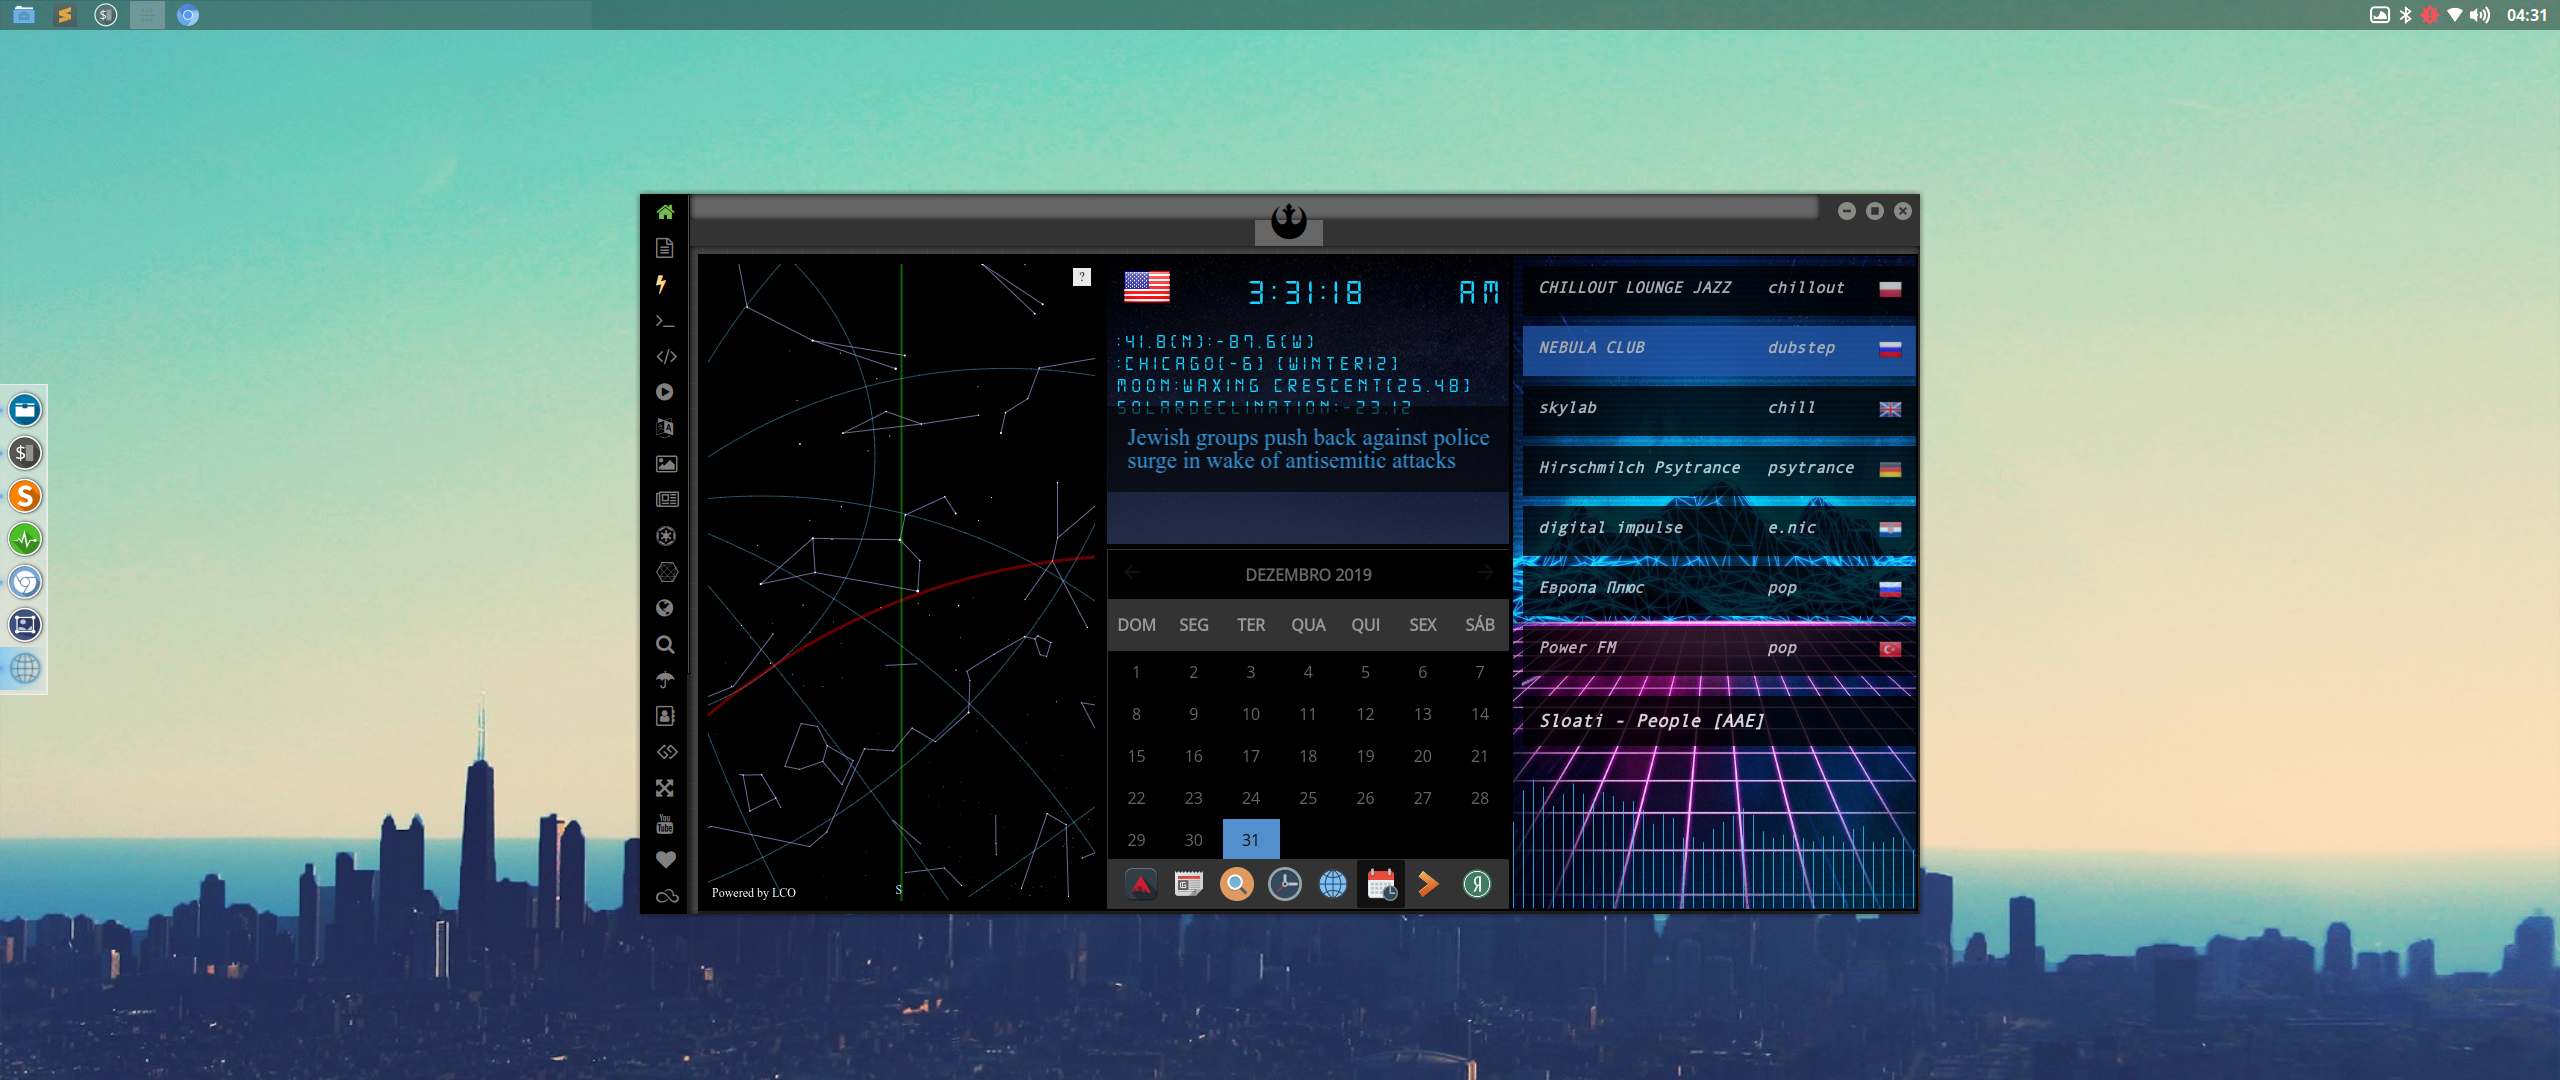 04:31
?
Powered by LCO
S
3:31:18 AM
:41.8(N):-87.6(W)
:CHICAGO[-6] [WINTER12]
MOON:WAXING CRESCENT[25.48]
SOLARDECLINATION:-23.12
Jewish groups push back against police
surge in wake of antisemitic attacks
DEZEMBRO 2019
DOM SEG TER QUA QUI SEX SÁB
1 2 3 4 5 6 7
8 9 10 11 12 13 14
15 16 17 18 19 20 21
22 23 24 25 26 27 28
29 30 31
CHILLOUT LOUNGE JAZZ chillout
NEBULA CLUB dubstep
skylab chill
Hirschmilch Psytrance psytrance
digital impulse e.nic
Европа Плюс pop
Power FM pop
Sloati - People [AAE]
You
Tube